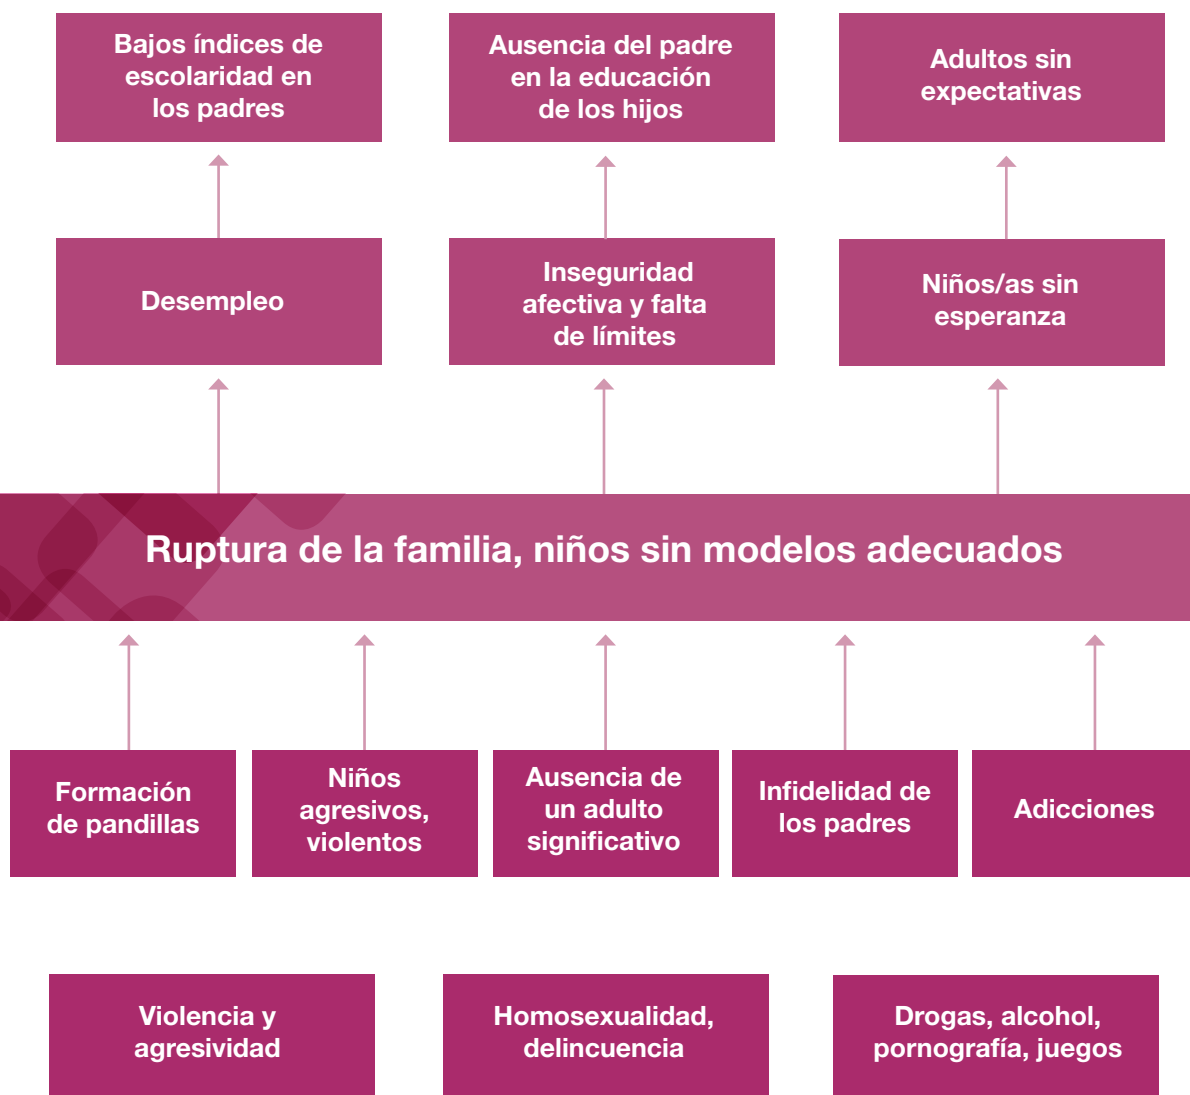 Bajos índices de
escolaridad en
los padres
Ausencia del padre
en la educación
de los hijos
Adultos sin
expectativas
Desempleo
Inseguridad
afectiva y falta
de límites
Niños/as sin
esperanza
Ruptura de la familia, niños sin modelos adecuados
Formación
de pandillas
Niños
agresivos,
violentos
Ausencia de
un adulto
significativo
Infidelidad de
los padres
Adicciones
Violencia y
agresividad
Homosexualidad,
delincuencia
Drogas, alcohol,
pornografía, juegos